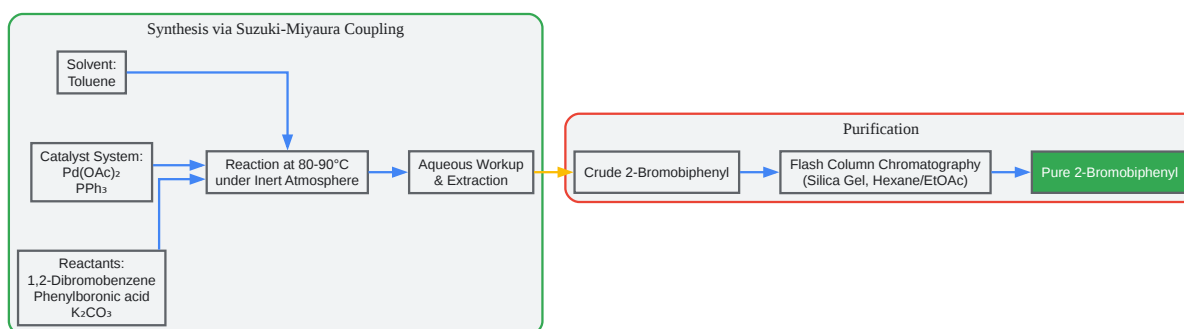 Synthesis via Suzuki-Miyaura Coupling
Solvent:
Toluene
Catalyst System:
Pd(OAc)₂
PPh₃
Reactants:
1,2-Dibromobenzene
Phenylboronic acid
K₂CO₃
Reaction at 80-90°C
under Inert Atmosphere
Aqueous Workup
& Extraction
Purification
Crude 2-Bromobiphenyl
Flash Column Chromatography
(Silica Gel, Hexane/EtOAc)
Pure 2-Bromobiphenyl